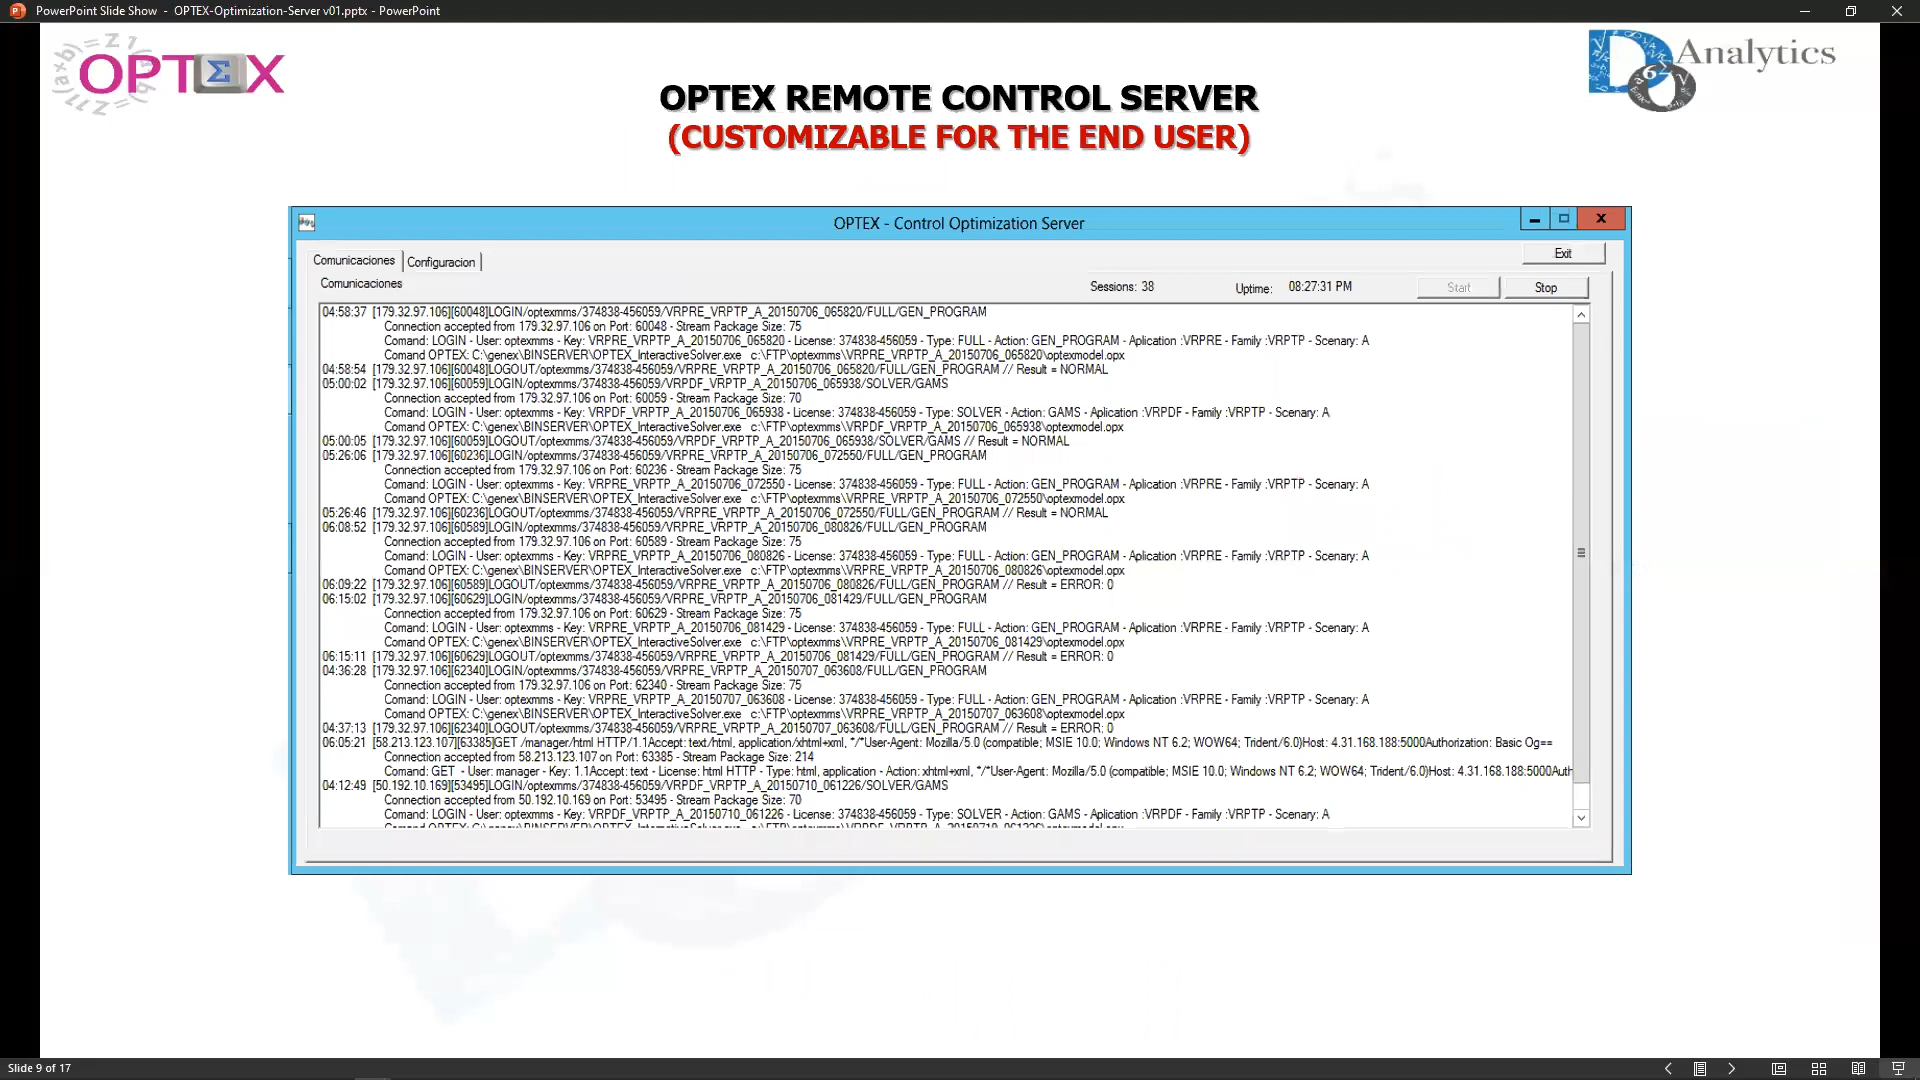 PowerPoint Slide Show - OPTEX-Optimization-Server v01.pptx - PowerPoint
OPTEX
Analytics
OPTEX REMOTE CONTROL SERVER
(CUSTOMIZABLE FOR THE END USER)
OPTEX - Control Optimization Server
Exit
Comunicaciones Configuracion
Comunicaciones Sessions: 38 Uptime: 08:27:31 PM Start Stop
04:58:37 [179.32.97.106][60048]LOGIN/optexmms/374838-456059/VRPRE_VRPTP_A_20150706_065820/FULL/GEN_PROGRAM
Connection accepted from 179.32.97.106 on Port: 60048 - Stream Package Size: 75
Comand: LOGIN - User: optexmms - Key: VRPRE_VRPTP_A_20150706_065820 - License: 374838-456059 - Type: FULL - Action: GEN_PROGRAM - Aplication :VRPRE - Family :VRPTP - Scenary: A
Comand OPTEX: C:\genex\BINSERVER\OPTEX_InteractiveSolver.exe c:\FTP\optexmms\VRPRE_VRPTP_A_20150706_065820\optexmodel.opx
04:58:54 [179.32.97.106][60048]LOGOUT/optexmms/374838-456059/VRPRE_VRPTP_A_20150706_065820/FULL/GEN_PROGRAM // Result = NORMAL
05:00:02 [179.32.97.106][60059]LOGIN/optexmms/374838-456059/VRPDF_VRPTP_A_20150706_065938/SOLVER/GAMS
Connection accepted from 179.32.97.106 on Port: 60059 - Stream Package Size: 70
Comand: LOGIN - User: optexmms - Key: VRPDF_VRPTP_A_20150706_065938 - License: 374838-456059 - Type: SOLVER - Action: GAMS - Aplication :VRPDF - Family :VRPTP - Scenary: A
Comand OPTEX: C:\genex\BINSERVER\OPTEX_InteractiveSolver.exe c:\FTP\optexmms\VRPDF_VRPTP_A_20150706_065938\optexmodel.opx
05:00:05 [179.32.97.106][60059]LOGOUT/optexmms/374838-456059/VRPDF_VRPTP_A_20150706_065938/SOLVER/GAMS // Result = NORMAL
05:26:06 [179.32.97.106][60236]LOGIN/optexmms/374838-456059/VRPRE_VRPTP_A_20150706_072550/FULL/GEN_PROGRAM
Connection accepted from 179.32.97.106 on Port: 60236 - Stream Package Size: 75
Comand: LOGIN - User: optexmms - Key: VRPRE_VRPTP_A_20150706_072550 - License: 374838-456059 - Type: FULL - Action: GEN_PROGRAM - Aplication :VRPRE - Family :VRPTP - Scenary: A
Comand OPTEX: C:\genex\BINSERVER\OPTEX_InteractiveSolver.exe c:\FTP\optexmms\VRPRE_VRPTP_A_20150706_072550\optexmodel.opx
05:26:46 [179.32.97.106][60236]LOGOUT/optexmms/374838-456059/VRPRE_VRPTP_A_20150706_072550/FULL/GEN_PROGRAM // Result = NORMAL
06:08:52 [179.32.97.106][60589]LOGIN/optexmms/374838-456059/VRPRE_VRPTP_A_20150706_080826/FULL/GEN_PROGRAM
Connection accepted from 179.32.97.106 on Port: 60589 - Stream Package Size: 75
Comand: LOGIN - User: optexmms - Key: VRPRE_VRPTP_A_20150706_080826 - License: 374838-456059 - Type: FULL - Action: GEN_PROGRAM - Aplication :VRPRE - Family :VRPTP - Scenary: A
Comand OPTEX: C:\genex\BINSERVER\OPTEX_InteractiveSolver.exe c:\FTP\optexmms\VRPRE_VRPTP_A_20150706_080826\optexmodel.opx
06:09:22 [179.32.97.106][60589]LOGOUT/optexmms/374838-456059/VRPRE_VRPTP_A_20150706_080826/FULL/GEN_PROGRAM // Result = ERROR: 0
06:15:02 [179.32.97.106][60629]LOGIN/optexmms/374838-456059/VRPRE_VRPTP_A_20150706_081429/FULL/GEN_PROGRAM
Connection accepted from 179.32.97.106 on Port: 60629 - Stream Package Size: 75
Comand: LOGIN - User: optexmms - Key: VRPRE_VRPTP_A_20150706_081429 - License: 374838-456059 - Type: FULL - Action: GEN_PROGRAM - Aplication :VRPRE - Family :VRPTP - Scenary: A
Comand OPTEX: C:\genex\BINSERVER\OPTEX_InteractiveSolver.exe c:\FTP\optexmms\VRPRE_VRPTP_A_20150706_081429\optexmodel.opx
06:15:11 [179.32.97.106][60629]LOGOUT/optexmms/374838-456059/VRPRE_VRPTP_A_20150706_081429/FULL/GEN_PROGRAM // Result = ERROR: 0
04:36:28 [179.32.97.106][62340]LOGIN/optexmms/374838-456059/VRPRE_VRPTP_A_20150707_063608/FULL/GEN_PROGRAM
Connection accepted from 179.32.97.106 on Port: 62340 - Stream Package Size: 75
Comand: LOGIN - User: optexmms - Key: VRPRE_VRPTP_A_20150707_063608 - License: 374838-456059 - Type: FULL - Action: GEN_PROGRAM - Aplication :VRPRE - Family :VRPTP - Scenary: A
Comand OPTEX: C:\genex\BINSERVER\OPTEX_InteractiveSolver.exe c:\FTP\optexmms\VRPRE_VRPTP_A_20150707_063608\optexmodel.opx
04:37:13 [179.32.97.106][62340]LOGOUT/optexmms/374838-456059/VRPRE_VRPTP_A_20150707_063608/FULL/GEN_PROGRAM // Result = ERROR: 0
06:05:21 [58.213.123.107][63385]GET /manager/html HTTP/1.1Accept: text/html, application/xhtml+xml, */*User-Agent: Mozilla/5.0 (compatible; MSIE 10.0; Windows NT 6.2; WOW64; Trident/6.0)Host: 4.31.168.188:5000Authorization: Basic Og==
Connection accepted from 58.213.123.107 on Port: 63385 - Stream Package Size: 214
Comand: GET - User: manager - Key: 1.1Accept: text - License: html HTTP - Type: html, application - Action: xhtml+xml, */*User-Agent: Mozilla/5.0 (compatible; MSIE 10.0; Windows NT 6.2; WOW64; Trident/6.0)Host: 4.31.168.188:5000Auth
04:12:49 [50.192.10.169][53495]LOGIN/optexmms/374838-456059/VRPDF_VRPTP_A_20150710_061226/SOLVER/GAMS
Connection accepted from 50.192.10.169 on Port: 53495 - Stream Package Size: 70
Comand: LOGIN - User: optexmms - Key: VRPDF_VRPTP_A_20150710_061226 - License: 374838-456059 - Type: SOLVER - Action: GAMS - Aplication :VRPDF - Family :VRPTP - Scenary: A
Slide 9 of 17